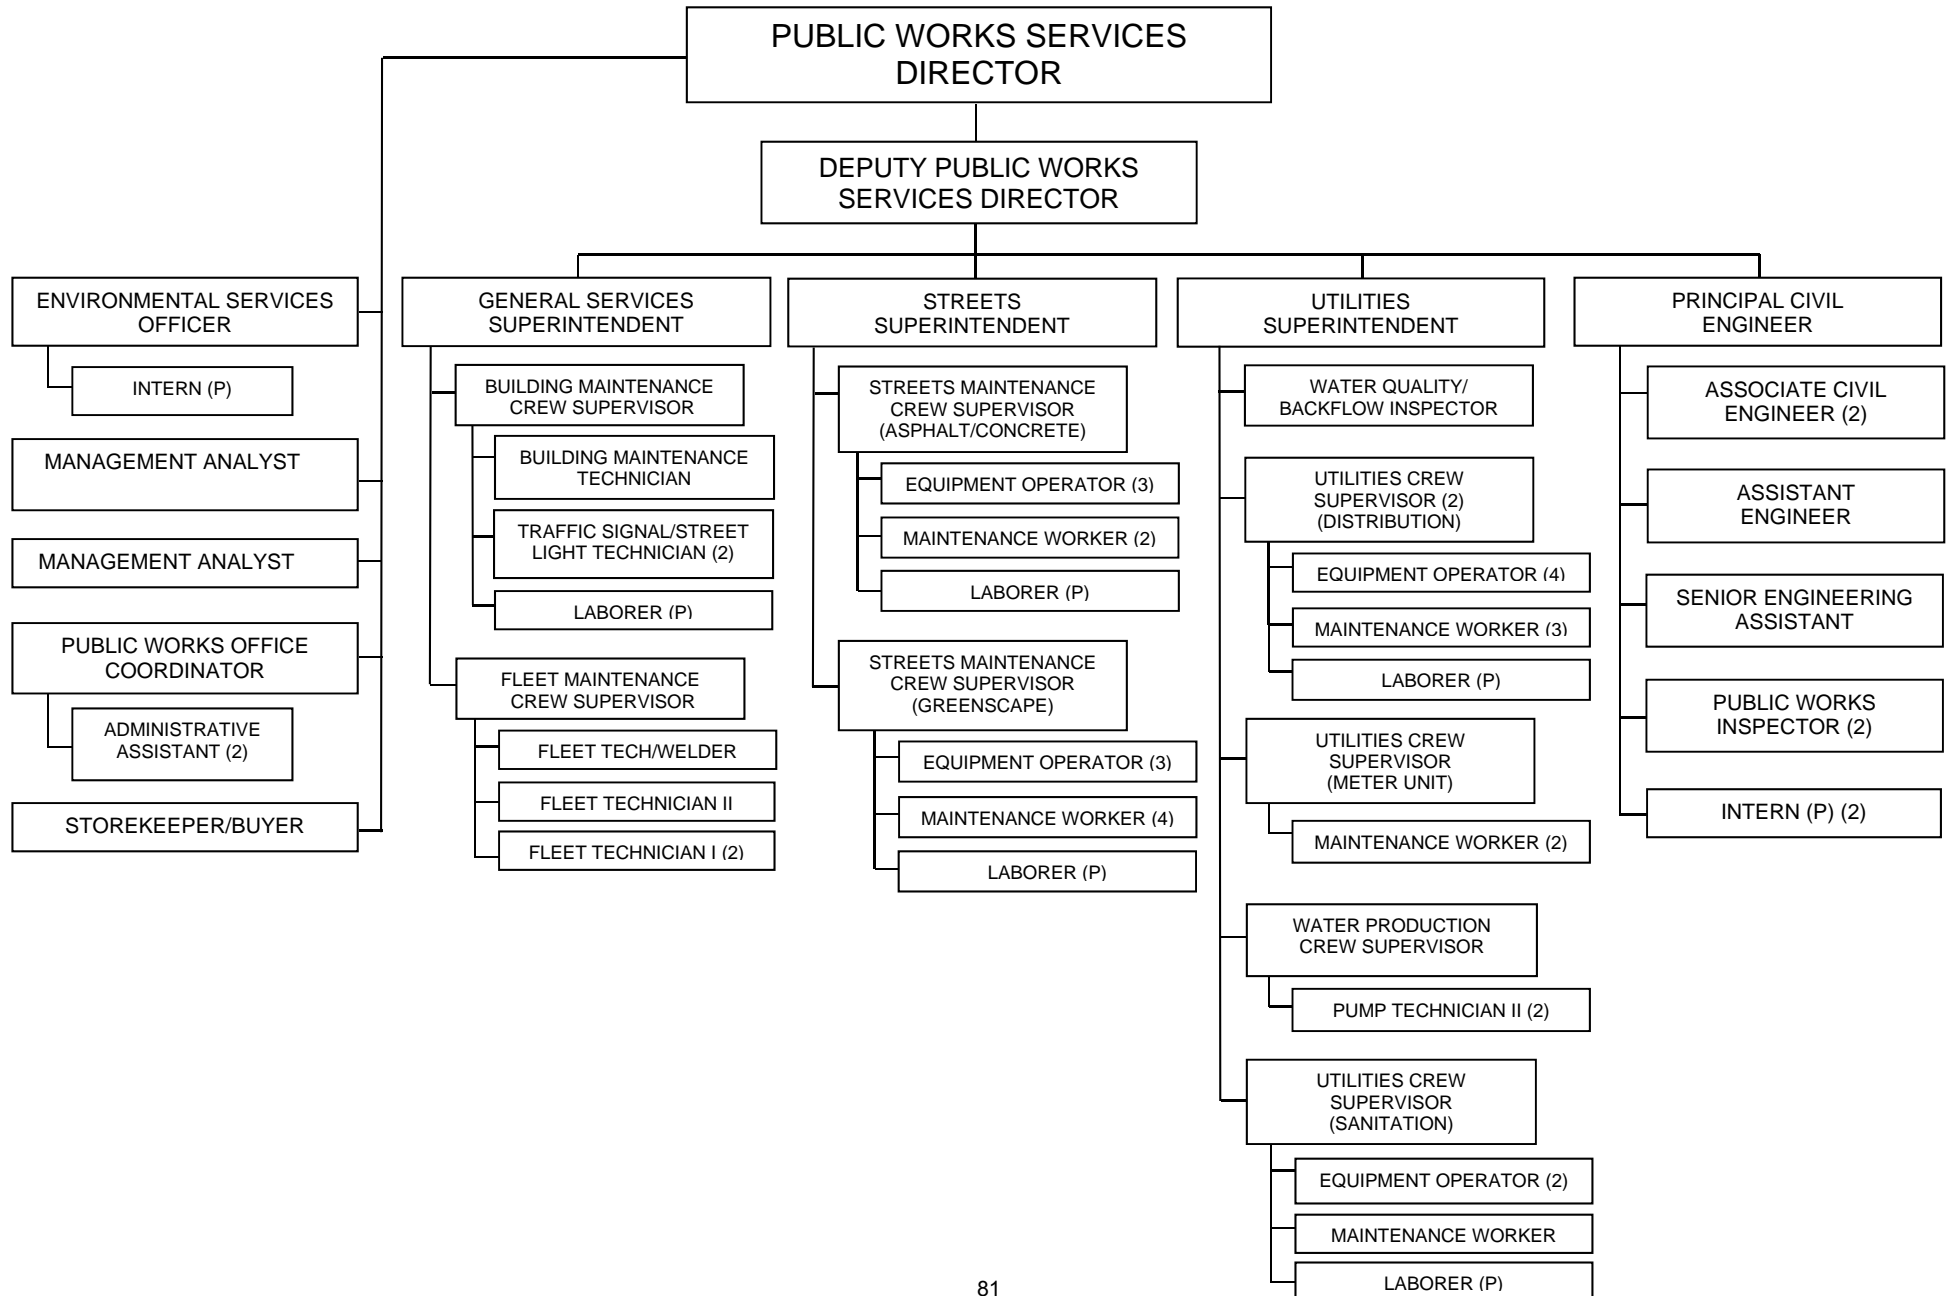 PUBLIC WORKS SERVICES
DIRECTOR
DEPUTY PUBLIC WORKS
SERVICES DIRECTOR
ENVIRONMENTAL SERVICES
OFFICER
INTERN (P)
MANAGEMENT ANALYST
MANAGEMENT ANALYST
PUBLIC WORKS OFFICE
COORDINATOR
ADMINISTRATIVE
ASSISTANT (2)
STOREKEEPER/BUYER
GENERAL SERVICES
SUPERINTENDENT
BUILDING MAINTENANCE
CREW SUPERVISOR
BUILDING MAINTENANCE
TECHNICIAN
TRAFFIC SIGNAL/STREET
LIGHT TECHNICIAN (2)
LABORER (P)
FLEET MAINTENANCE
CREW SUPERVISOR
FLEET TECH/WELDER
FLEET TECHNICIAN II
FLEET TECHNICIAN I (2)
STREETS
SUPERINTENDENT
STREETS MAINTENANCE
CREW SUPERVISOR
(ASPHALT/CONCRETE)
EQUIPMENT OPERATOR (3)
MAINTENANCE WORKER (2)
LABORER (P)
STREETS MAINTENANCE
CREW SUPERVISOR
(GREENSCAPE)
EQUIPMENT OPERATOR (3)
MAINTENANCE WORKER (4)
LABORER (P)
UTILITIES
SUPERINTENDENT
WATER QUALITY/
BACKFLOW INSPECTOR
UTILITIES CREW
SUPERVISOR (2)
(DISTRIBUTION)
EQUIPMENT OPERATOR (4)
MAINTENANCE WORKER (3)
LABORER (P)
UTILITIES CREW
SUPERVISOR
(METER UNIT)
MAINTENANCE WORKER (2)
WATER PRODUCTION
CREW SUPERVISOR
PUMP TECHNICIAN II (2)
UTILITIES CREW
SUPERVISOR
(SANITATION)
EQUIPMENT OPERATOR (2)
MAINTENANCE WORKER
LABORER (P)
PRINCIPAL CIVIL
ENGINEER
ASSOCIATE CIVIL
ENGINEER (2)
ASSISTANT
ENGINEER
SENIOR ENGINEERING
ASSISTANT
PUBLIC WORKS
INSPECTOR (2)
INTERN (P) (2)
81